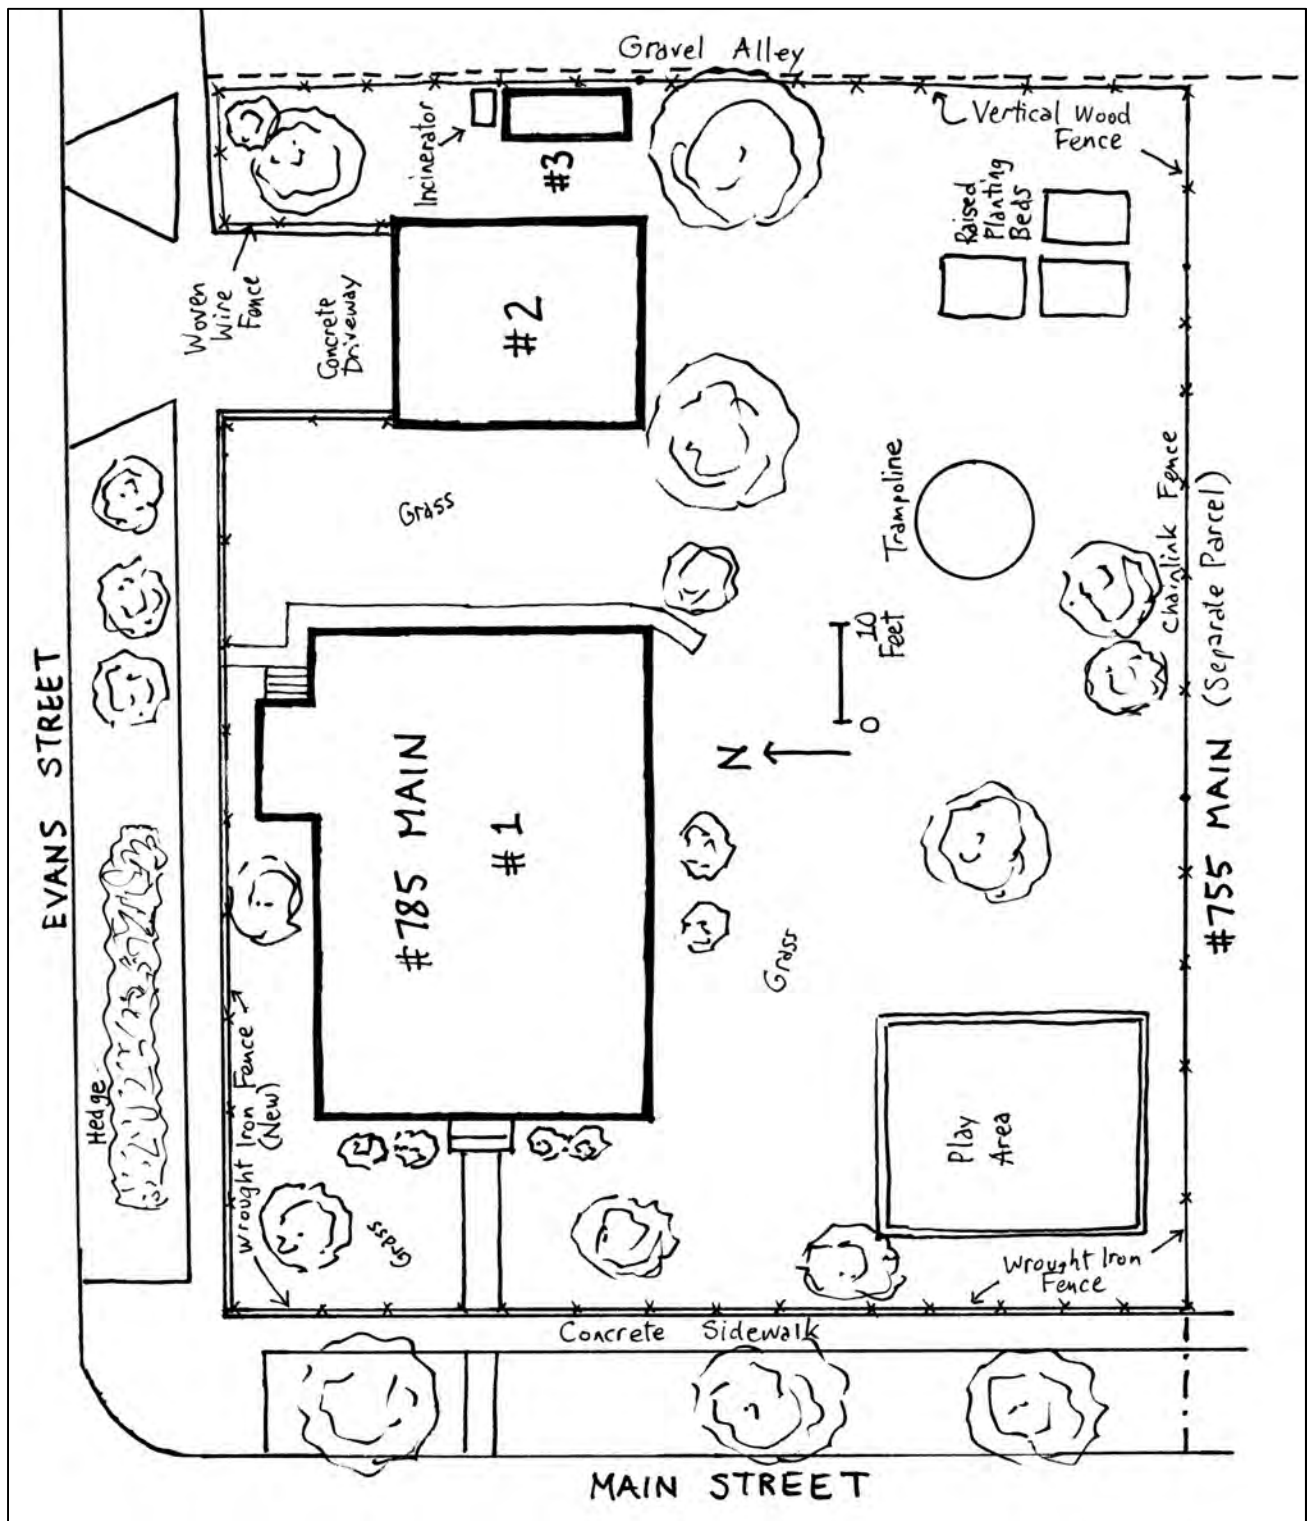 Gravel Alley
Vertical Wood
Fence
Incinerator
#3
Raised
Planting
Beds
Woven
Wire
Fence
Concrete
Driveway
#2
Grass
Trampoline
Chainlink Fence
10
Feet
0
N
EVANS STREET
#785 MAIN
#1
#755 MAIN (Separate Parcel)
Grass
Hedge
Wrought Iron Fence
(New)
Play
Area
Grass
Wrought Iron
Fence
Concrete Sidewalk
MAIN STREET